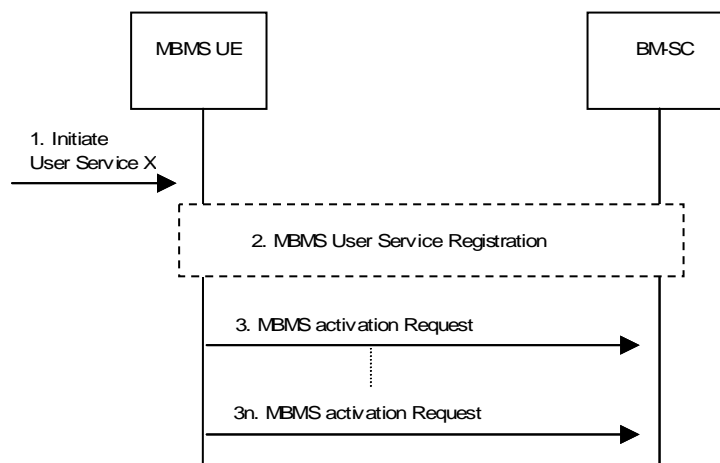 MBMS UE
BM-SC
1. Initiate
User Service X
2. MBMS User Service Registration
3. MBMS activation Request
3n. MBMS activation Request